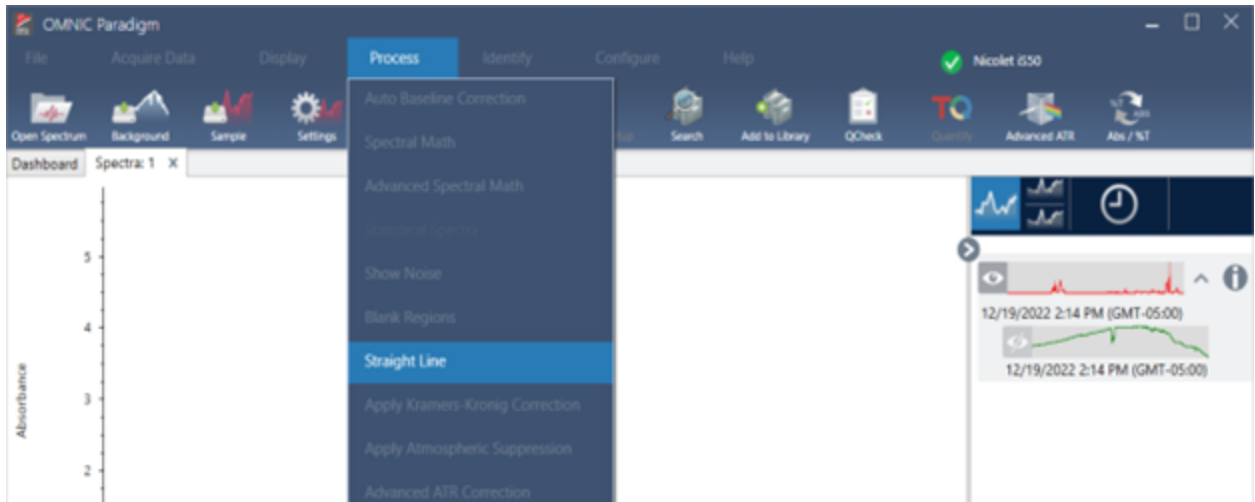 OMNIC Paradigm
File Acquire Data Display Process Identify Configure Help Nicolet iS50
Open Spectrum Background Sample Settings Search Add to Library QCheck Quantify Advanced ATR Abs / %T
Dashboard Spectra: 1 X
Auto Baseline Correction
Spectral Math
Advanced Spectral Math
Statistical Spectra
Show Noise
Blank Regions
Straight Line
Apply Kramers-Kronig Correction
Apply Atmospheric Suppression
Advanced ATR Correction
5
4
3
2
Absorbance
12/19/2022 2:14 PM (GMT-05:00)
12/19/2022 2:14 PM (GMT-05:00)